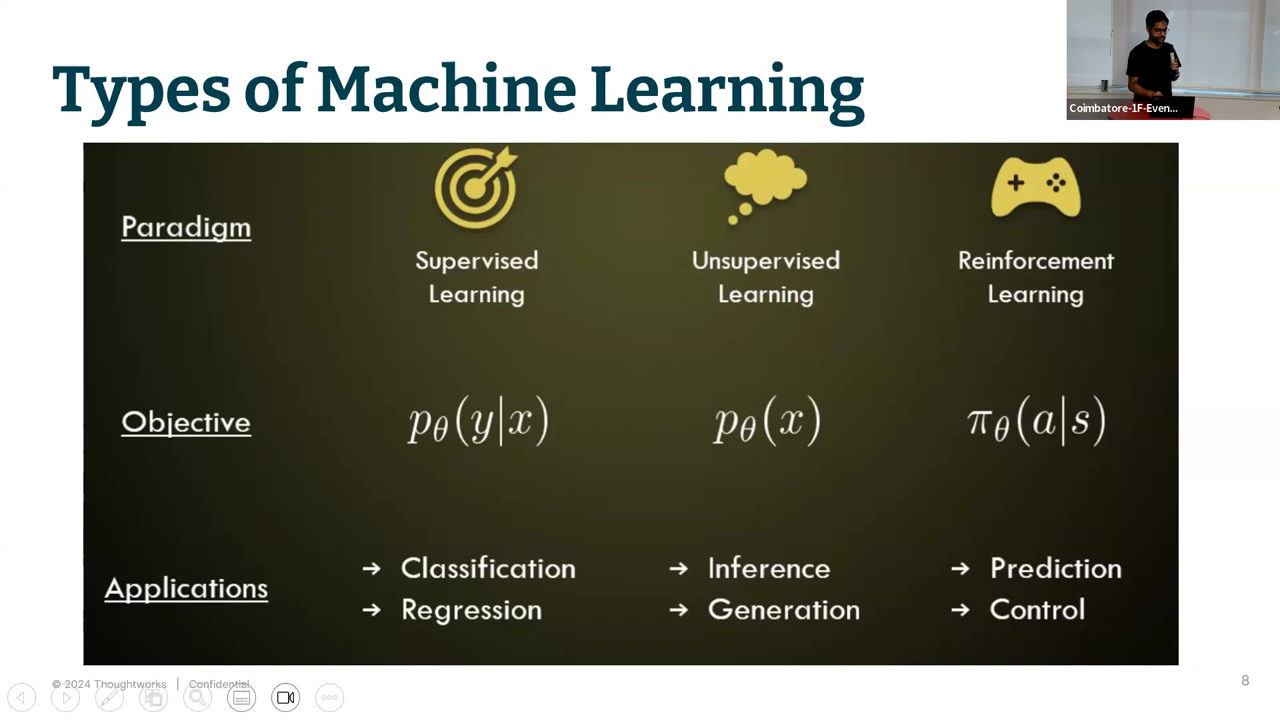 Types of Machine Learning
Coimbatore-1F-Even...
Paradigm
Supervised
Learning
Unsupervised
Learning
Reinforcement
Learning
Objective
pθ(y|x)
pθ(x)
πθ(a|s)
Applications
→ Classification
→ Regression
→ Inference
→ Generation
→ Prediction
→ Control
© 2024 Thoughtworks | Confidential
8